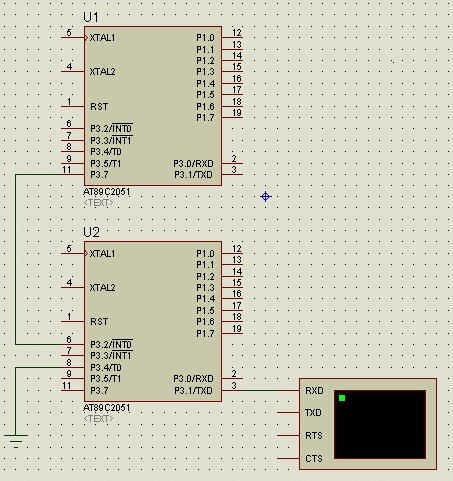 U1
5 XTAL1 P1.0 12
P1.1 13
P1.2 14
4 XTAL2 P1.3 15
P1.4 16
P1.5 17
1 RST P1.6 18
P1.7 19
6 P3.2/INT0
7 P3.3/INT1
8 P3.4/T0
9 P3.5/T1 P3.0/RXD 2
11 P3.7 P3.1/TXD 3
AT89C2051
<TEXT>
U2
5 XTAL1 P1.0 12
P1.1 13
P1.2 14
4 XTAL2 P1.3 15
P1.4 16
P1.5 17
1 RST P1.6 18
P1.7 19
6 P3.2/INT0
7 P3.3/INT1
8 P3.4/T0
9 P3.5/T1 P3.0/RXD 2
11 P3.7 P3.1/TXD 3
AT89C2051
<TEXT>
RXD
TXD
RTS
CTS